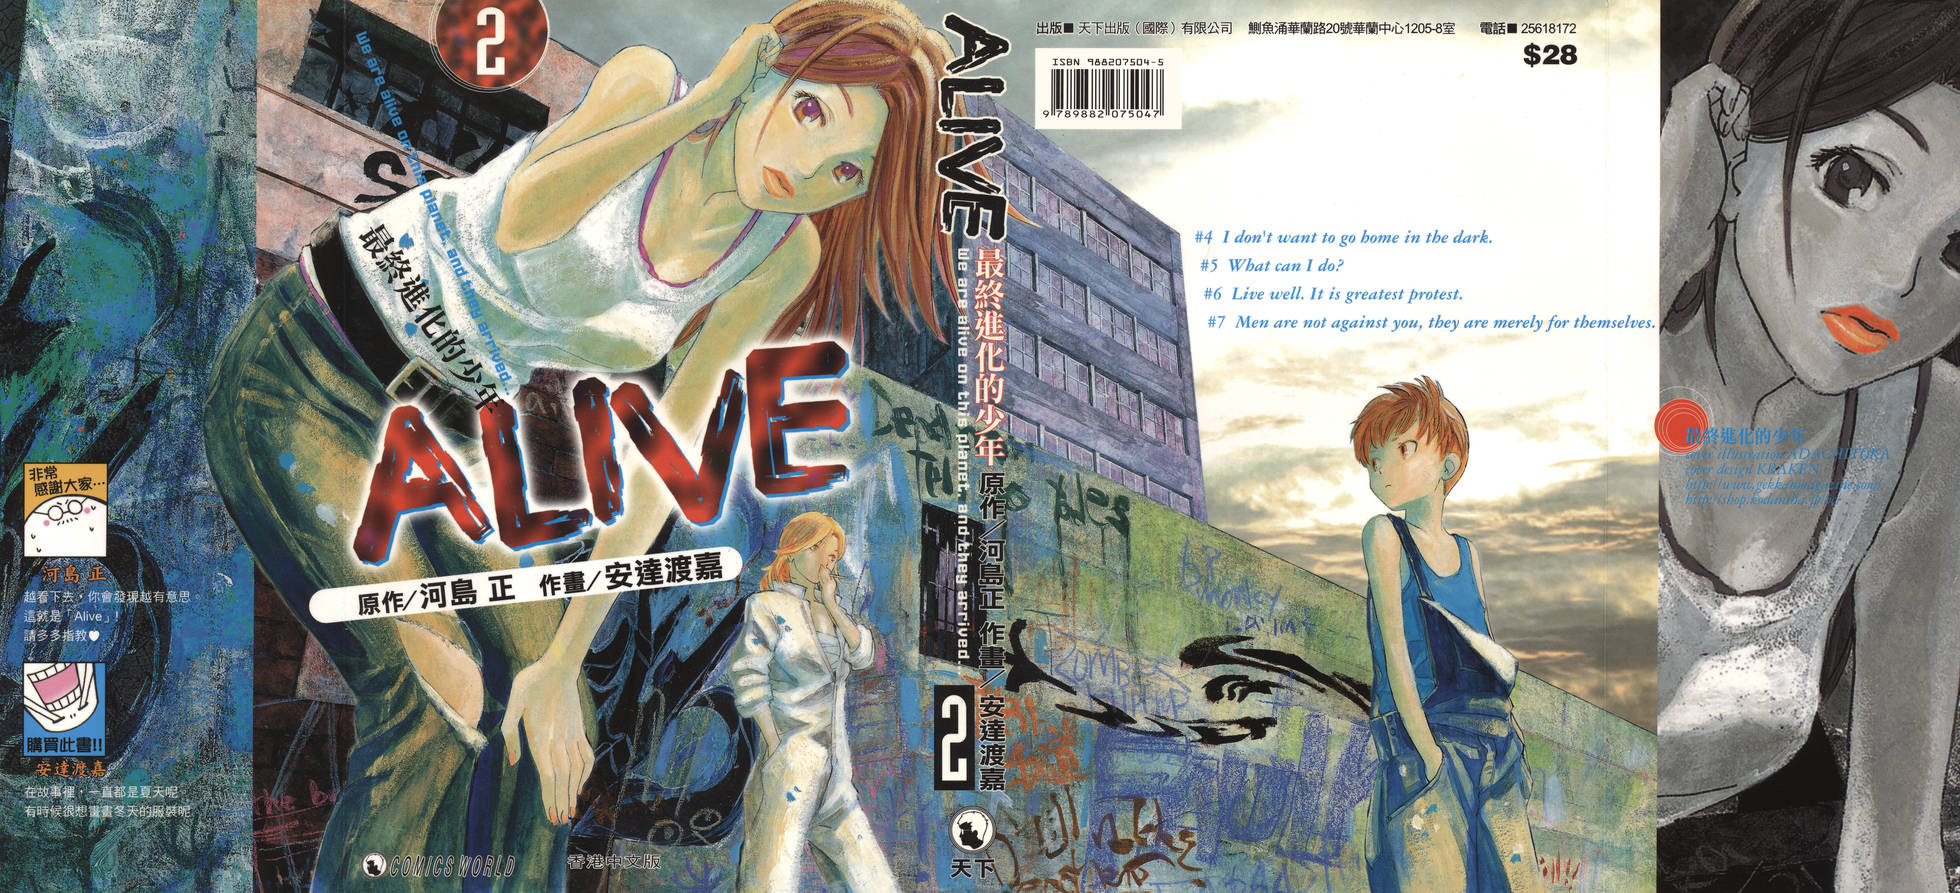 非常
感謝大家…
河島 正
越看下去，你會發現越有意思。
這就是「Alive」!
請多多指教♥
購買此書!!
安達渡嘉
在故事裡，一直都是夏天呢
有時候很想畫畫冬天的服裝呢
2
We are alive on this planet, and they arrived...
最終進化的少年
ALIVE
原作/河島 正 作畫/安達渡嘉
COMICS WORLD
香港中文版
ALIVE
最終進化的少年
We are alive on this planet, and they arrived...
原作/河島正 作畫/安達渡嘉
2
天下
出版■ 天下出版（國際）有限公司 鰂魚涌華蘭路20號華蘭中心1205-8室 電話■ 25618172
$28
ISBN 988207504-5
9 789882 075047
#4 I don't want to go home in the dark.
#5 What can I do?
#6 Live well. It is greatest protest.
#7 Men are not against you, they are merely for themselves.
最終進化的少年
cover illustration ADACHITOKA
cover design KRAKEN